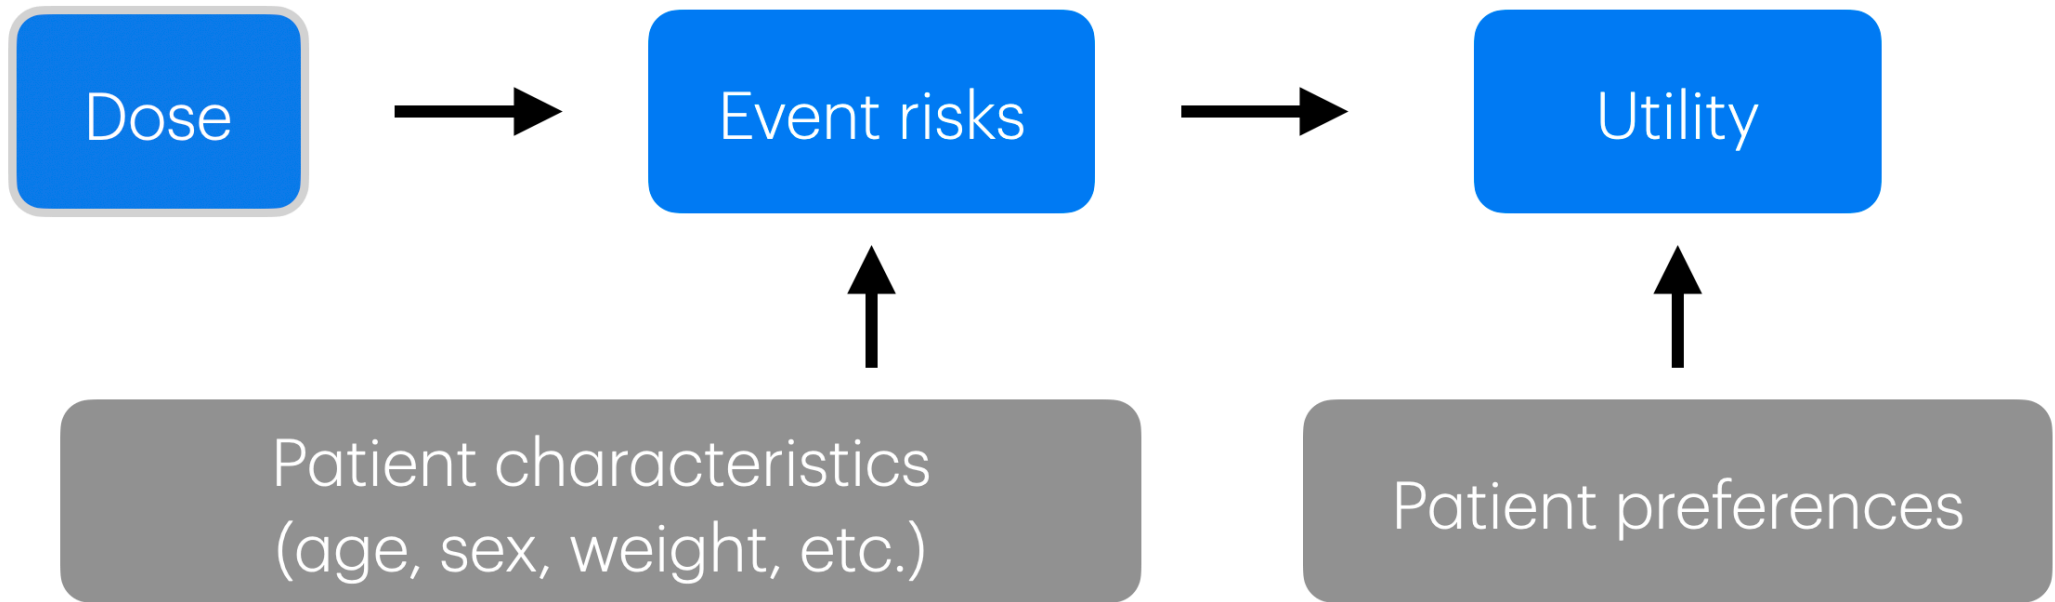 Dose
Event risks
Utility
Patient characteristics
(age, sex, weight, etc.)
Patient preferences